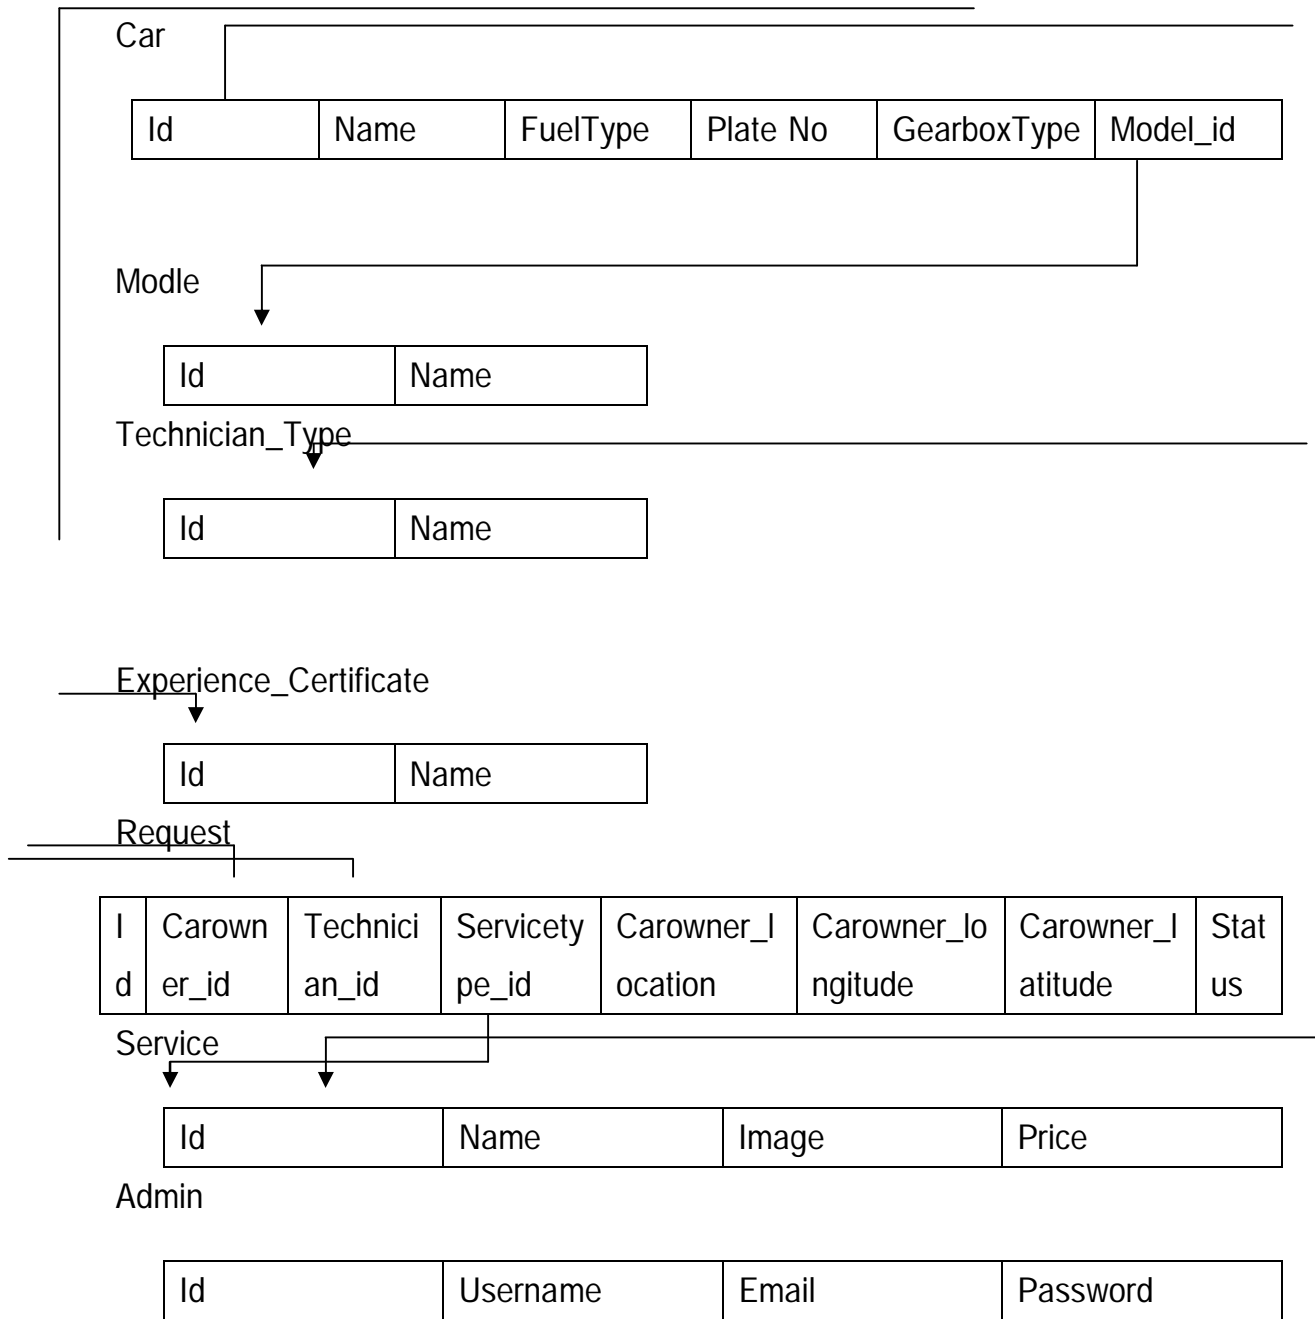 Car
Id Name FuelType Plate No GearboxType Model_id
Modle
Id Name
Technician_Type
Id Name
Experience_Certificate
Id Name
Request
I Carown Technici Servicety Carowner_l Carowner_lo Carowner_l Stat
d er_id an_id pe_id ocation ngitude atitude us
Service
Id Name Image Price
Admin
Id Username Email Password